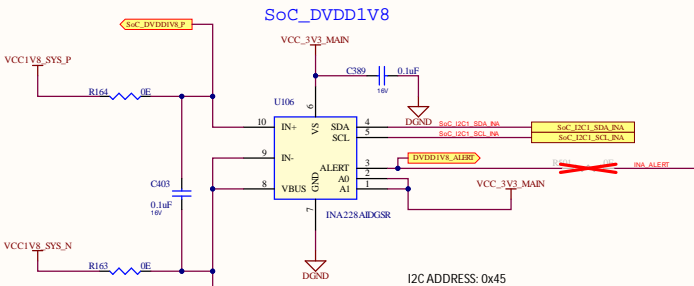 SoC_DVDD1V8
SoC_DVDD1V8_P
VCC_3V3_MAIN
VCC1V8_SYS_P
C389
0.1uF
16V
R164
0E
U106
DGND
10
IN+
VS
6
SDA
4
SoC_I2C1_SDA_INA
SoC_I2C1_SDA_INA
SCL
5
SoC_I2C1_SCL_INA
SoC_I2C1_SCL_INA
9
IN-
DVDD1V8_ALERT
ALERT
3
0E
INA_ALERT
C403
8
VBUS
GND
A0
2
A1
1
VCC_3V3_MAIN
0.1uF
16V
7
INA228AIDGSR
VCC1V8_SYS_N
R163
0E
DGND
I2C ADDRESS: 0x45